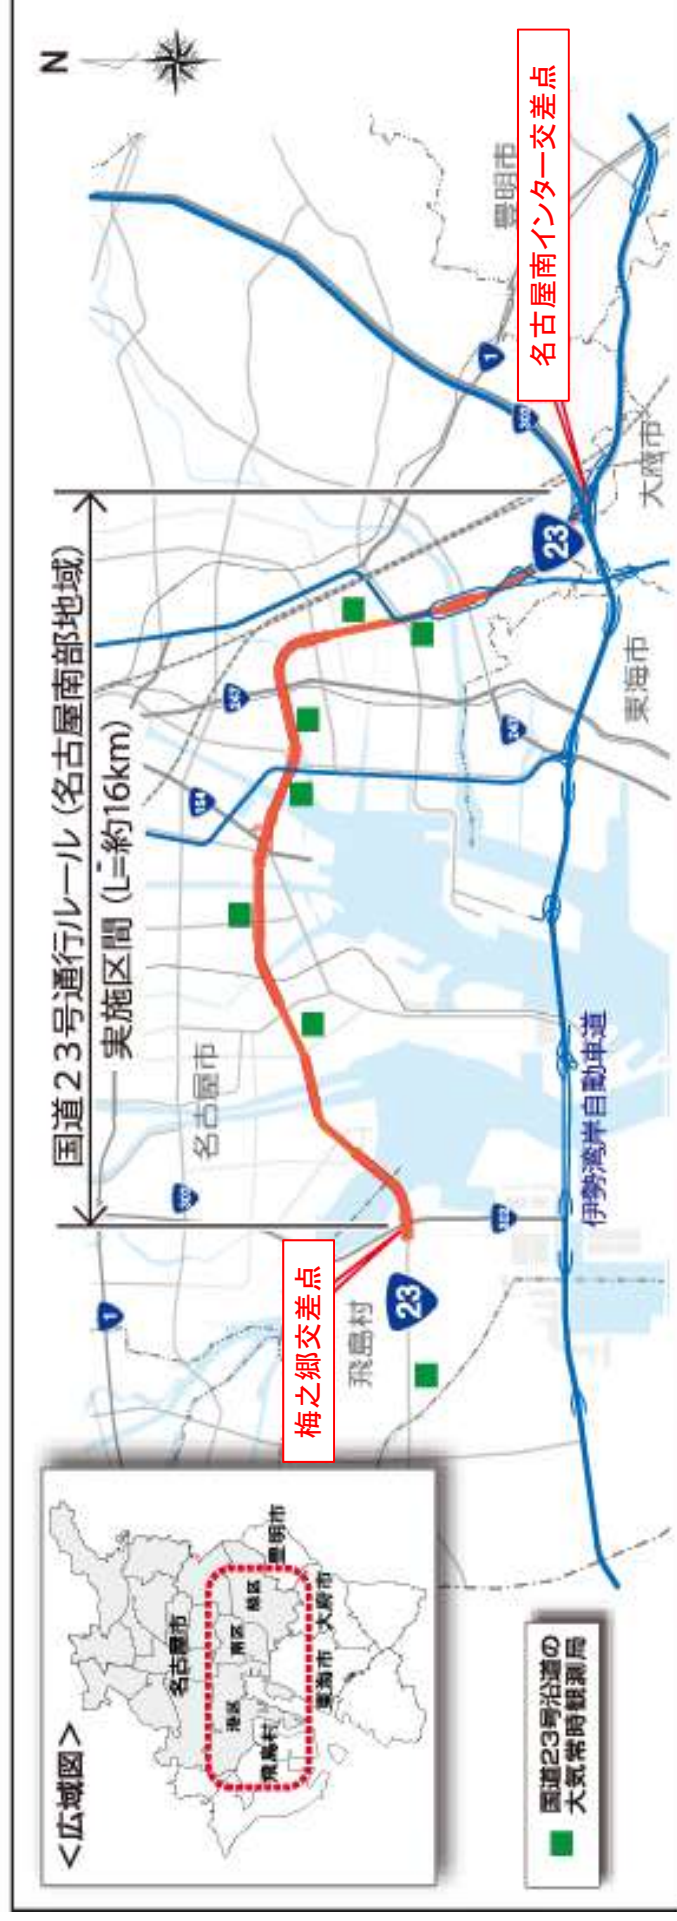 国道23号通行ルール（名古屋南部地域）
実施区間（L=約16km）
N
1
302
154
247
1
302
名古屋市
豊明市
名古屋南インター交差点
梅之郷交差点
飛島村
23
23
247
大府市
東海市
伊勢湾岸自動車道
＜広域図＞
名古屋市
港区
南区
緑区
豊明市
飛島村
東海市
大府市
国道23号沿道の
大気常時観測局